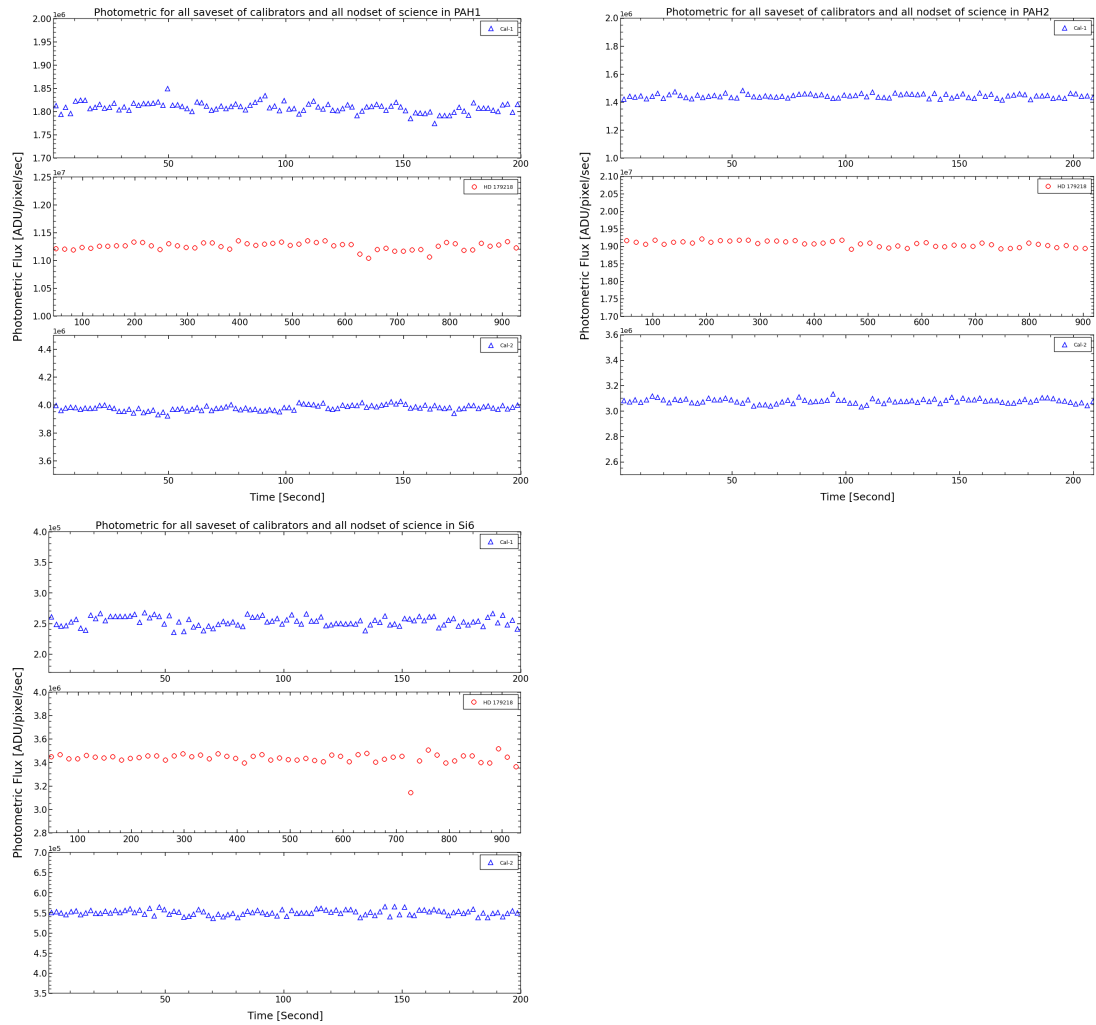 Photometric for all saveset of calibrators and all nodset of science in PAH1
1e6
2.00
1.95
1.90
1.85
1.80
1.75
1.70
Cal-1
50 100 150 200
1e7
1.25
1.20
1.15
1.10
1.05
1.00
HD 179218
100 200 300 400 500 600 700 800 900
1e6
4.4
4.2
4.0
3.8
3.6
Cal-2
50 100 150 200
Photometric Flux [ADU/pixel/sec]
Time [Second]
Photometric for all saveset of calibrators and all nodset of science in PAH2
1e6
2.0
1.8
1.6
1.4
1.2
1.0
Cal-1
50 100 150 200
1e7
2.10
2.05
2.00
1.95
1.90
1.85
1.80
1.75
1.70
HD 179218
100 200 300 400 500 600 700 800 900
1e6
3.6
3.4
3.2
3.0
2.8
2.6
Cal-2
50 100 150 200
Photometric Flux [ADU/pixel/sec]
Time [Second]
Photometric for all saveset of calibrators and all nodset of science in Si6
1e5
4.0
3.5
3.0
2.5
2.0
Cal-1
50 100 150 200
1e6
4.0
3.8
3.6
3.4
3.2
3.0
2.8
HD 179218
100 200 300 400 500 600 700 800 900
1e5
7.0
6.5
6.0
5.5
5.0
4.5
4.0
3.5
Cal-2
50 100 150 200
Photometric Flux [ADU/pixel/sec]
Time [Second]